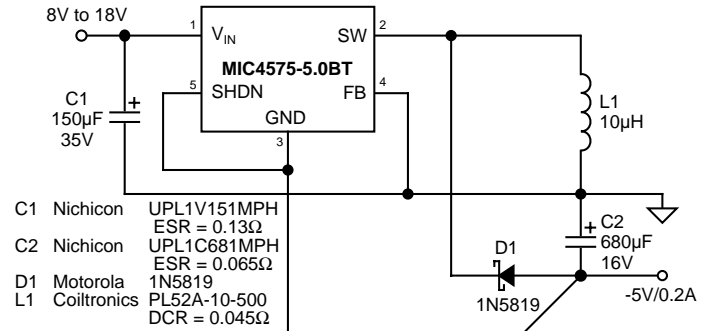 8V to 18V
1
VIN
SW
2
MIC4575-5.0BT
5
SHDN
FB
4
GND
3
C1
150µF
35V
L1
10µH
C1 Nichicon UPL1V151MPH
ESR = 0.13Ω
C2 Nichicon UPL1C681MPH
ESR = 0.065Ω
D1 Motorola 1N5819
L1 Coiltronics PL52A-10-500
DCR = 0.045Ω
D1
1N5819
C2
680µF
16V
-5V/0.2A